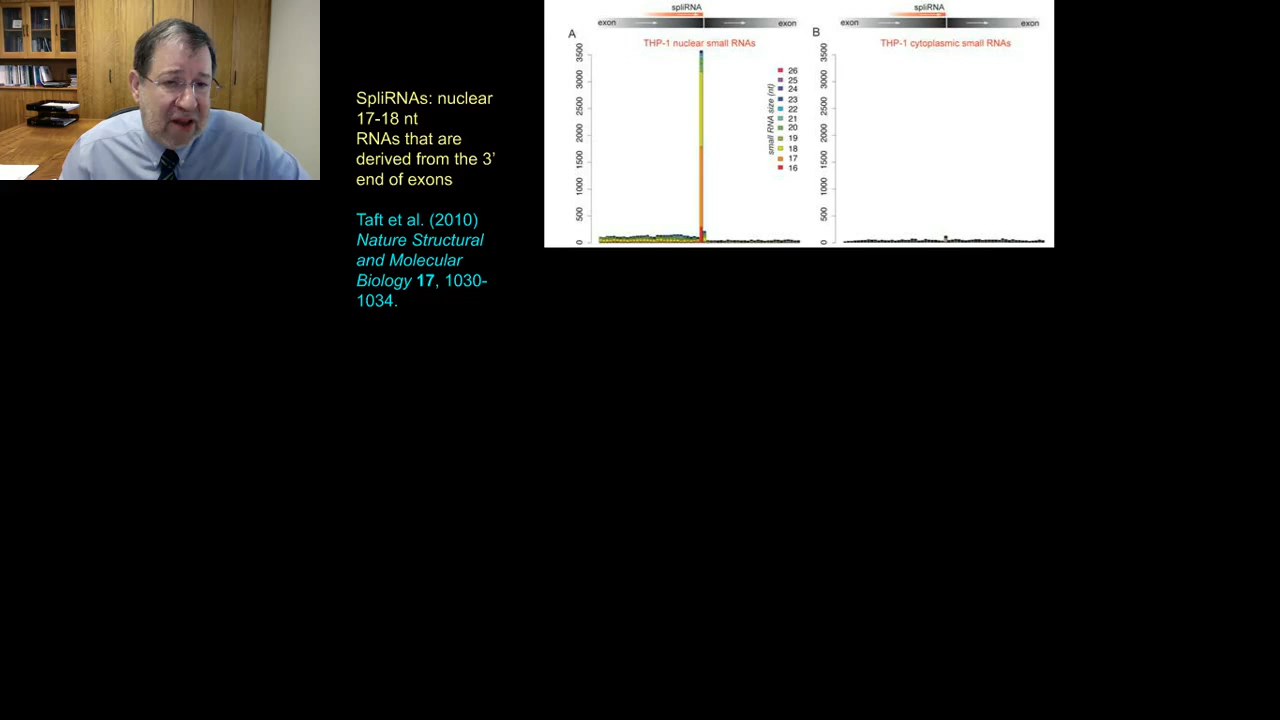 SpliRNAs: nuclear
17-18 nt
RNAs that are
derived from the 3’
end of exons
Taft et al. (2010)
Nature Structural
and Molecular
Biology 17, 1030-
1034.
spliRNA
exon
exon
A
THP-1 nuclear small RNAs
3500
3000
2500
2000
1500
1000
500
0
small RNA size (nt)
26
25
24
23
22
21
20
19
18
17
16
spliRNA
exon
exon
B
THP-1 cytoplasmic small RNAs
3500
3000
2500
2000
1500
1000
500
0